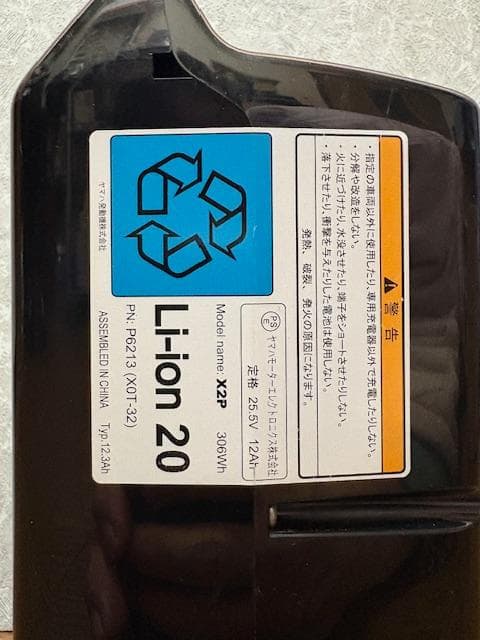 警告
・指定の車両以外に使用したり、専用充電器以外で充電したりしない。
・分解や改造をしない。
・火に近づけたり、水没させたり、端子をショートさせたりしない。
・落下させたり、衝撃を与えたりした電池は使用しない。
発熱、破裂、発火の原因になります。
PS
E
ヤマハモーターエレクトロニクス株式会社
定格 25.5V 12Ah
Model name: X2P 306Wh
Li-ion 20
PN: P6213 (X0T-32)
ASSEMBLED IN CHINA Typ.12.3Ah
ヤマハ発動機株式会社